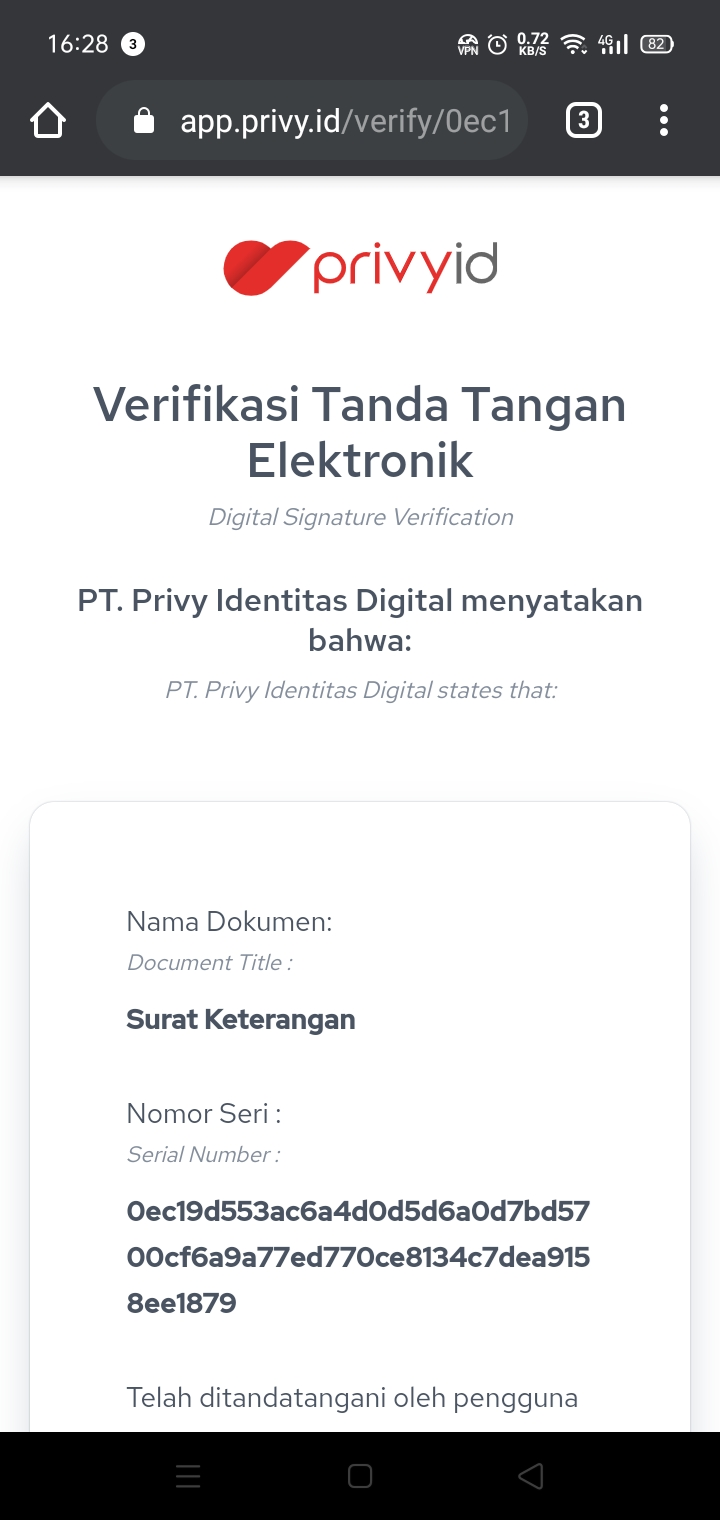 16:28 3 VPN 0.72 KB/S 4G 82
app.privy.id/verify/0ec1 3
privyid
Verifikasi Tanda Tangan
Elektronik
Digital Signature Verification
PT. Privy Identitas Digital menyatakan
bahwa:
PT. Privy Identitas Digital states that:
Nama Dokumen:
Document Title :
Surat Keterangan
Nomor Seri :
Serial Number :
0ec19d553ac6a4d0d5d6a0d7bd57
00cf6a9a77ed770ce8134c7dea915
8ee1879
Telah ditandatangani oleh pengguna